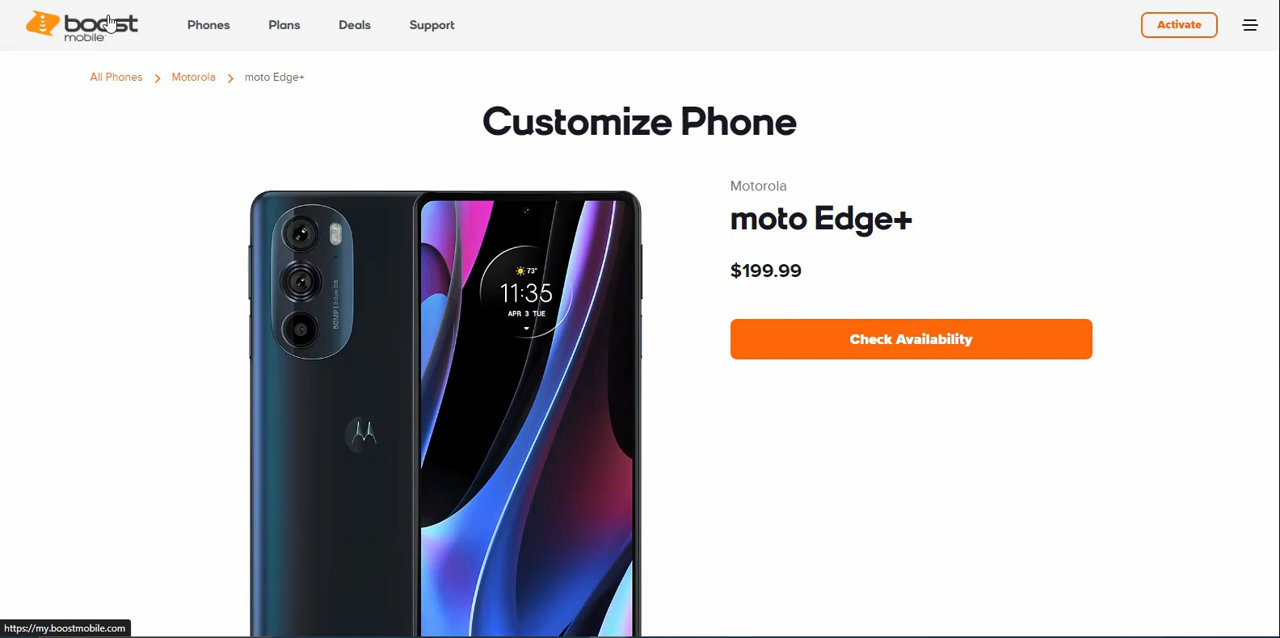 boost mobile
Phones
Plans
Deals
Support
Activate
All Phones
Motorola
moto Edge+
Customize Phone
Motorola
moto Edge+
$199.99
Check Availability
73°
11:35
APR 3 TUE
https://my.boostmobile.com